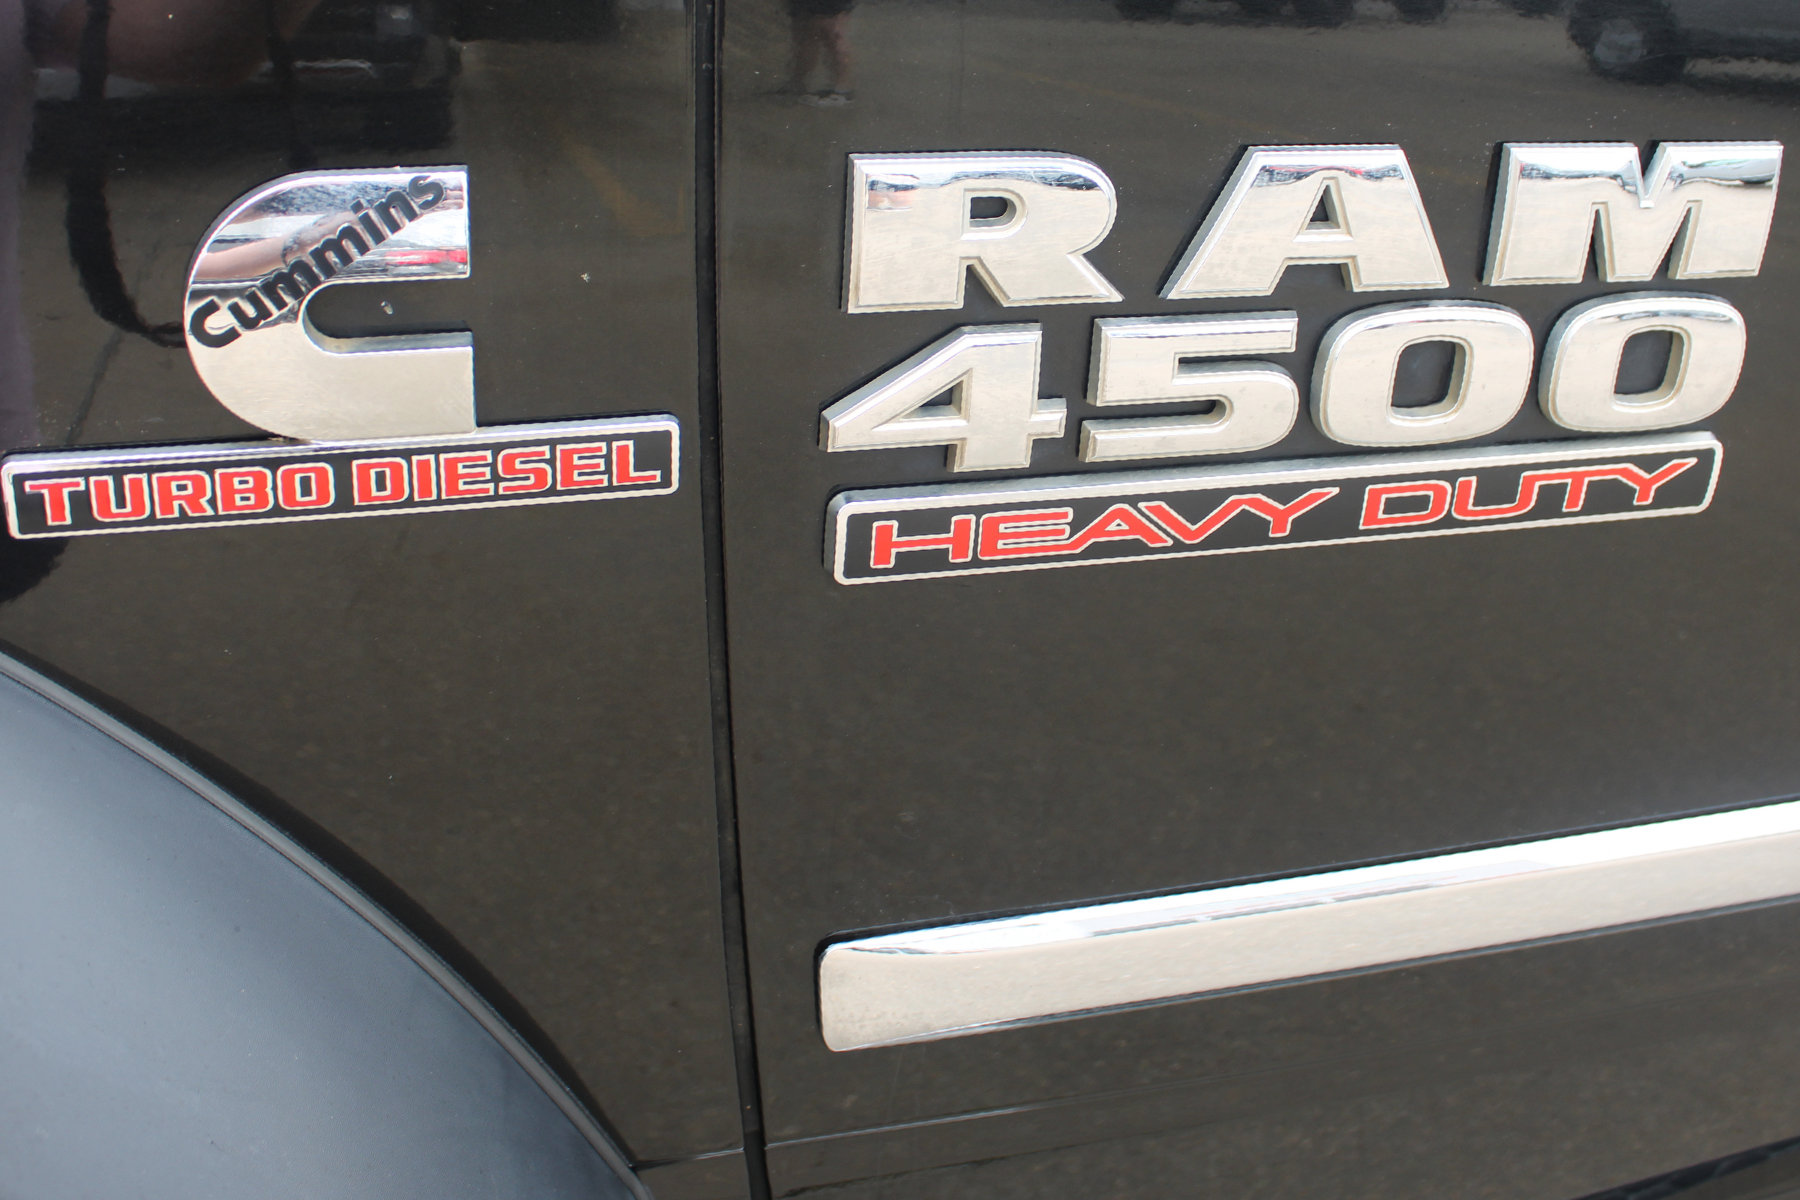 Cummins
TURBO DIESEL
RAM
4500
HEAVY DUTY